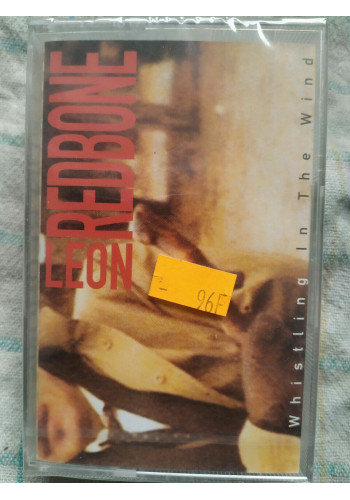 LEON
REDBONE
Whistling In The Wind
96F